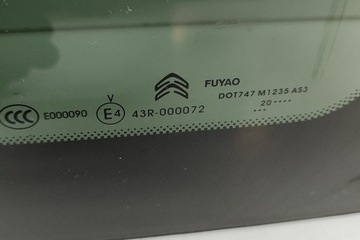 FUYAO
DOT747 M1235 AS3
20 ••••
•••
CCC E000090 E4 43R-000072
V